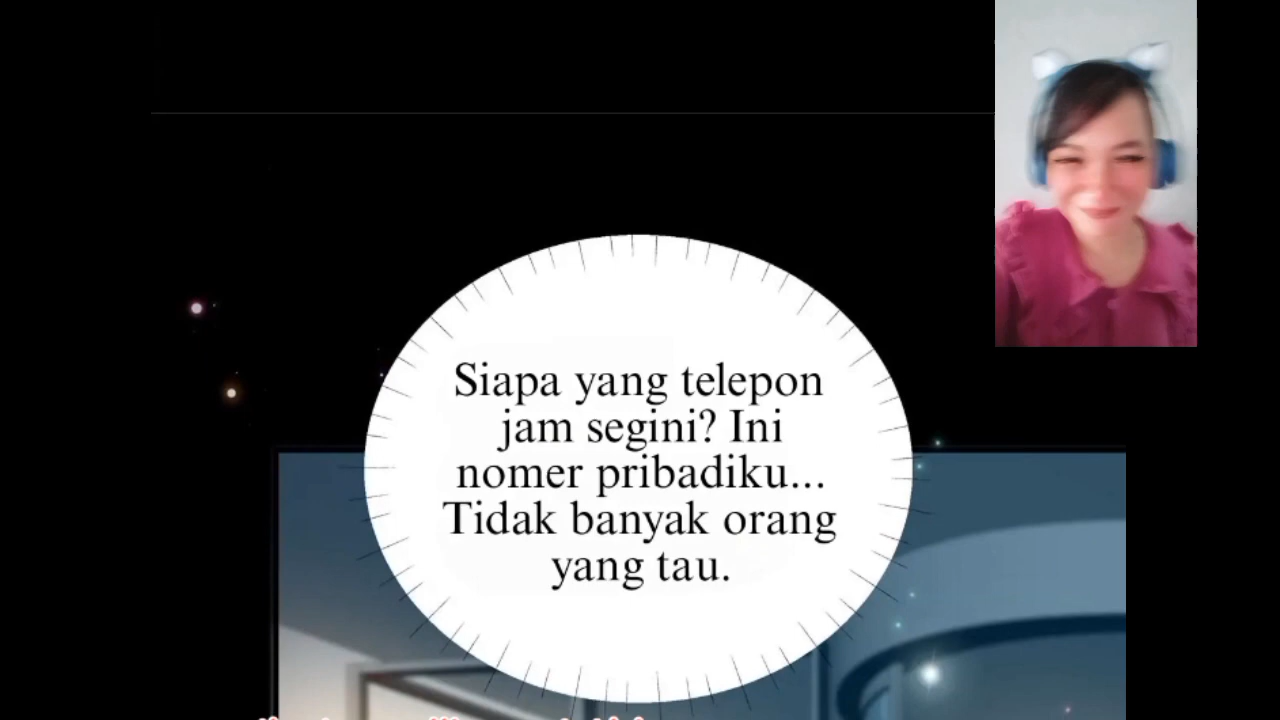 Siapa yang telepon
jam segini? Ini
nomer pribadiku...
Tidak banyak orang
yang tau.